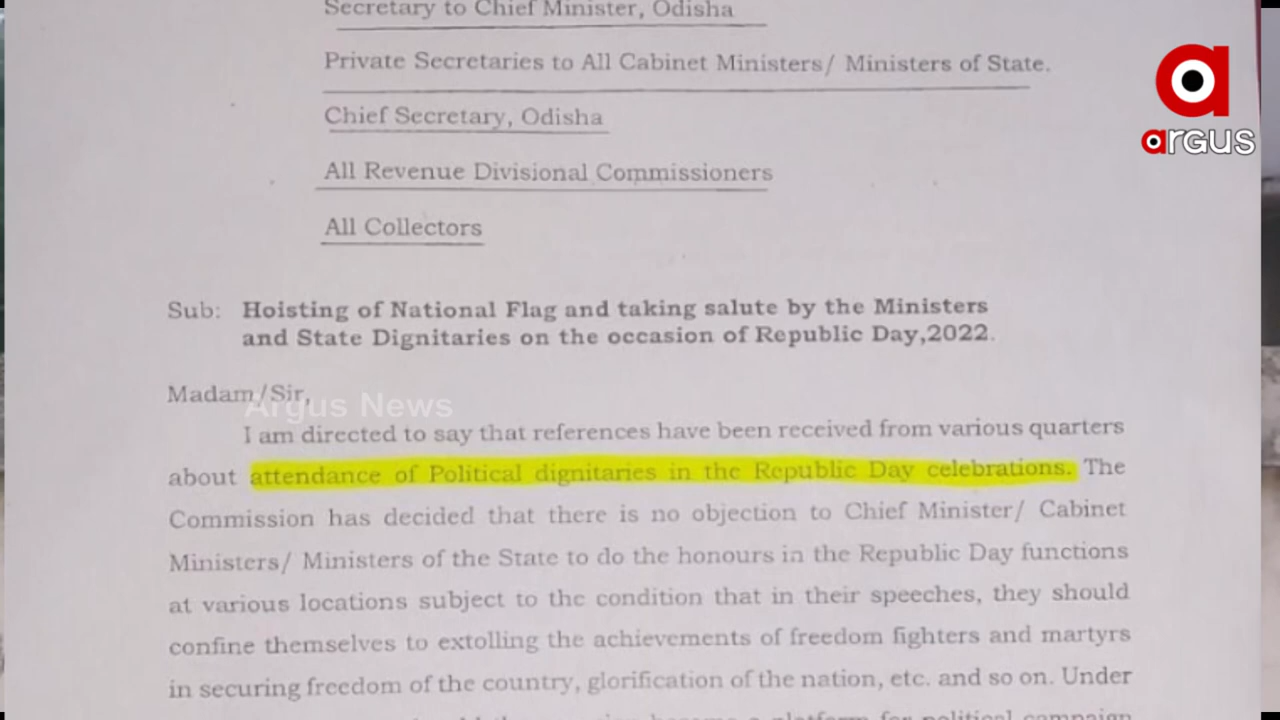 Secretary to Chief Minister, Odisha
Private Secretaries to All Cabinet Ministers/ Ministers of State.
Chief Secretary, Odisha
All Revenue Divisional Commissioners
All Collectors
Sub: Hoisting of National Flag and taking salute by the Ministers
and State Dignitaries on the occasion of Republic Day,2022.
Madam/Sir,
I am directed to say that references have been received from various quarters
about attendance of Political dignitaries in the Republic Day celebrations. The
Commission has decided that there is no objection to Chief Minister/ Cabinet
Ministers/ Ministers of the State to do the honours in the Republic Day functions
at various locations subject to the condition that in their speeches, they should
confine themselves to extolling the achievements of freedom fighters and martyrs
in securing freedom of the country, glorification of the nation, etc. and so on. Under
a platform for political campaign
argus
Argus News